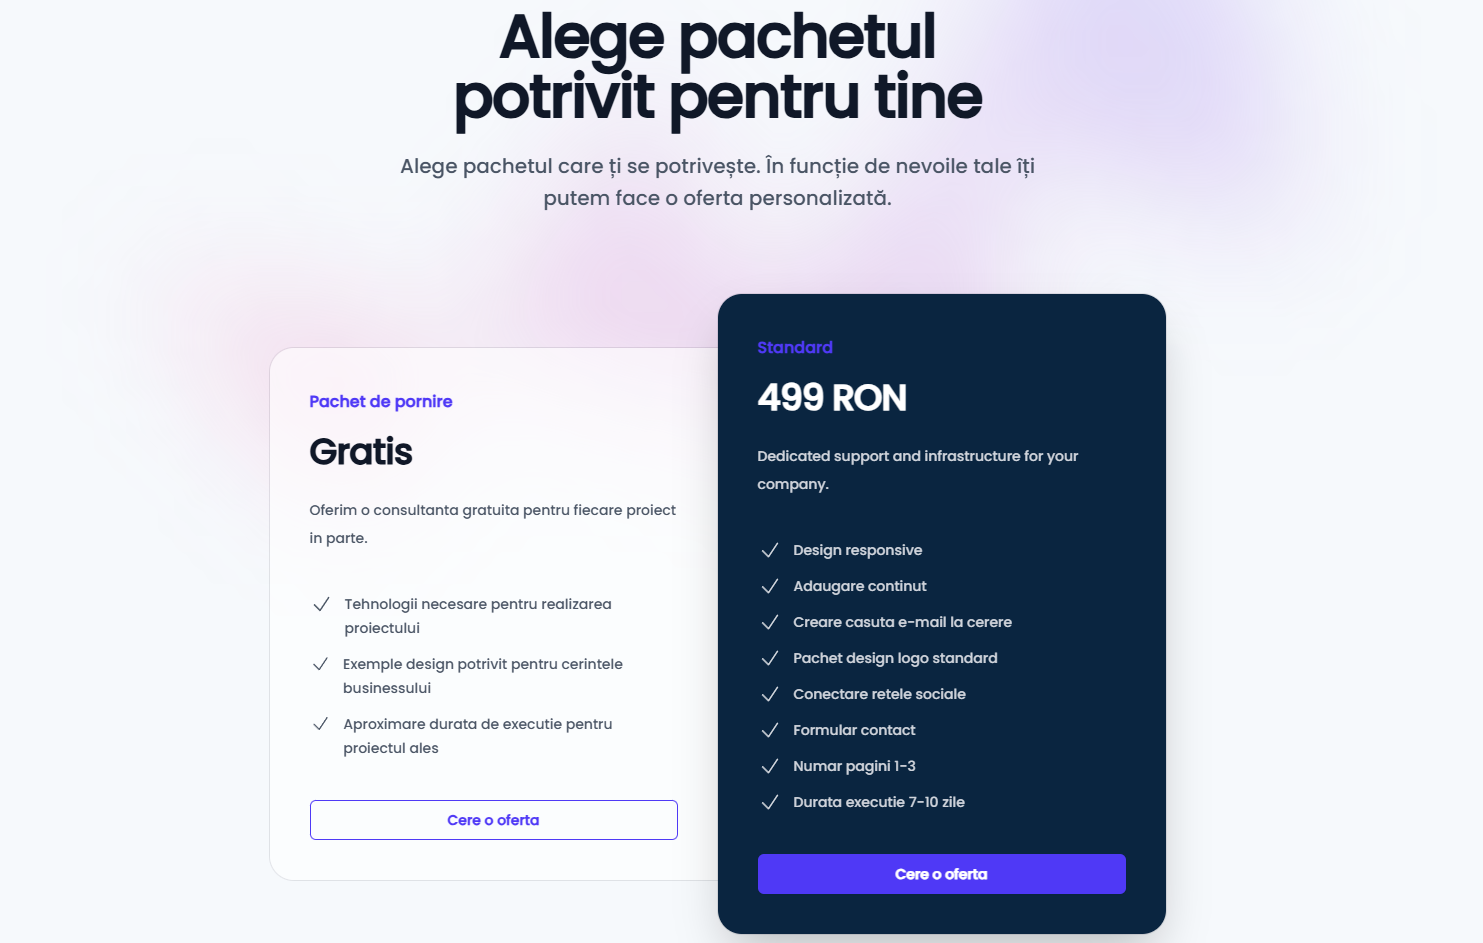 Alege pachetul
potrivit pentru tine
Alege pachetul care ți se potrivește. În funcție de nevoile tale îți
putem face o oferta personalizată.
Pachet de pornire
Gratis
Oferim o consultanta gratuita pentru fiecare proiect
in parte.
Tehnologii necesare pentru realizarea
proiectului
Exemple design potrivit pentru cerintele
businessului
Aproximare durata de executie pentru
proiectul ales
Cere o oferta
Standard
499 RON
Dedicated support and infrastructure for your
company.
Design responsive
Adaugare continut
Creare casuta e-mail la cerere
Pachet design logo standard
Conectare retele sociale
Formular contact
Numar pagini 1-3
Durata executie 7-10 zile
Cere o oferta